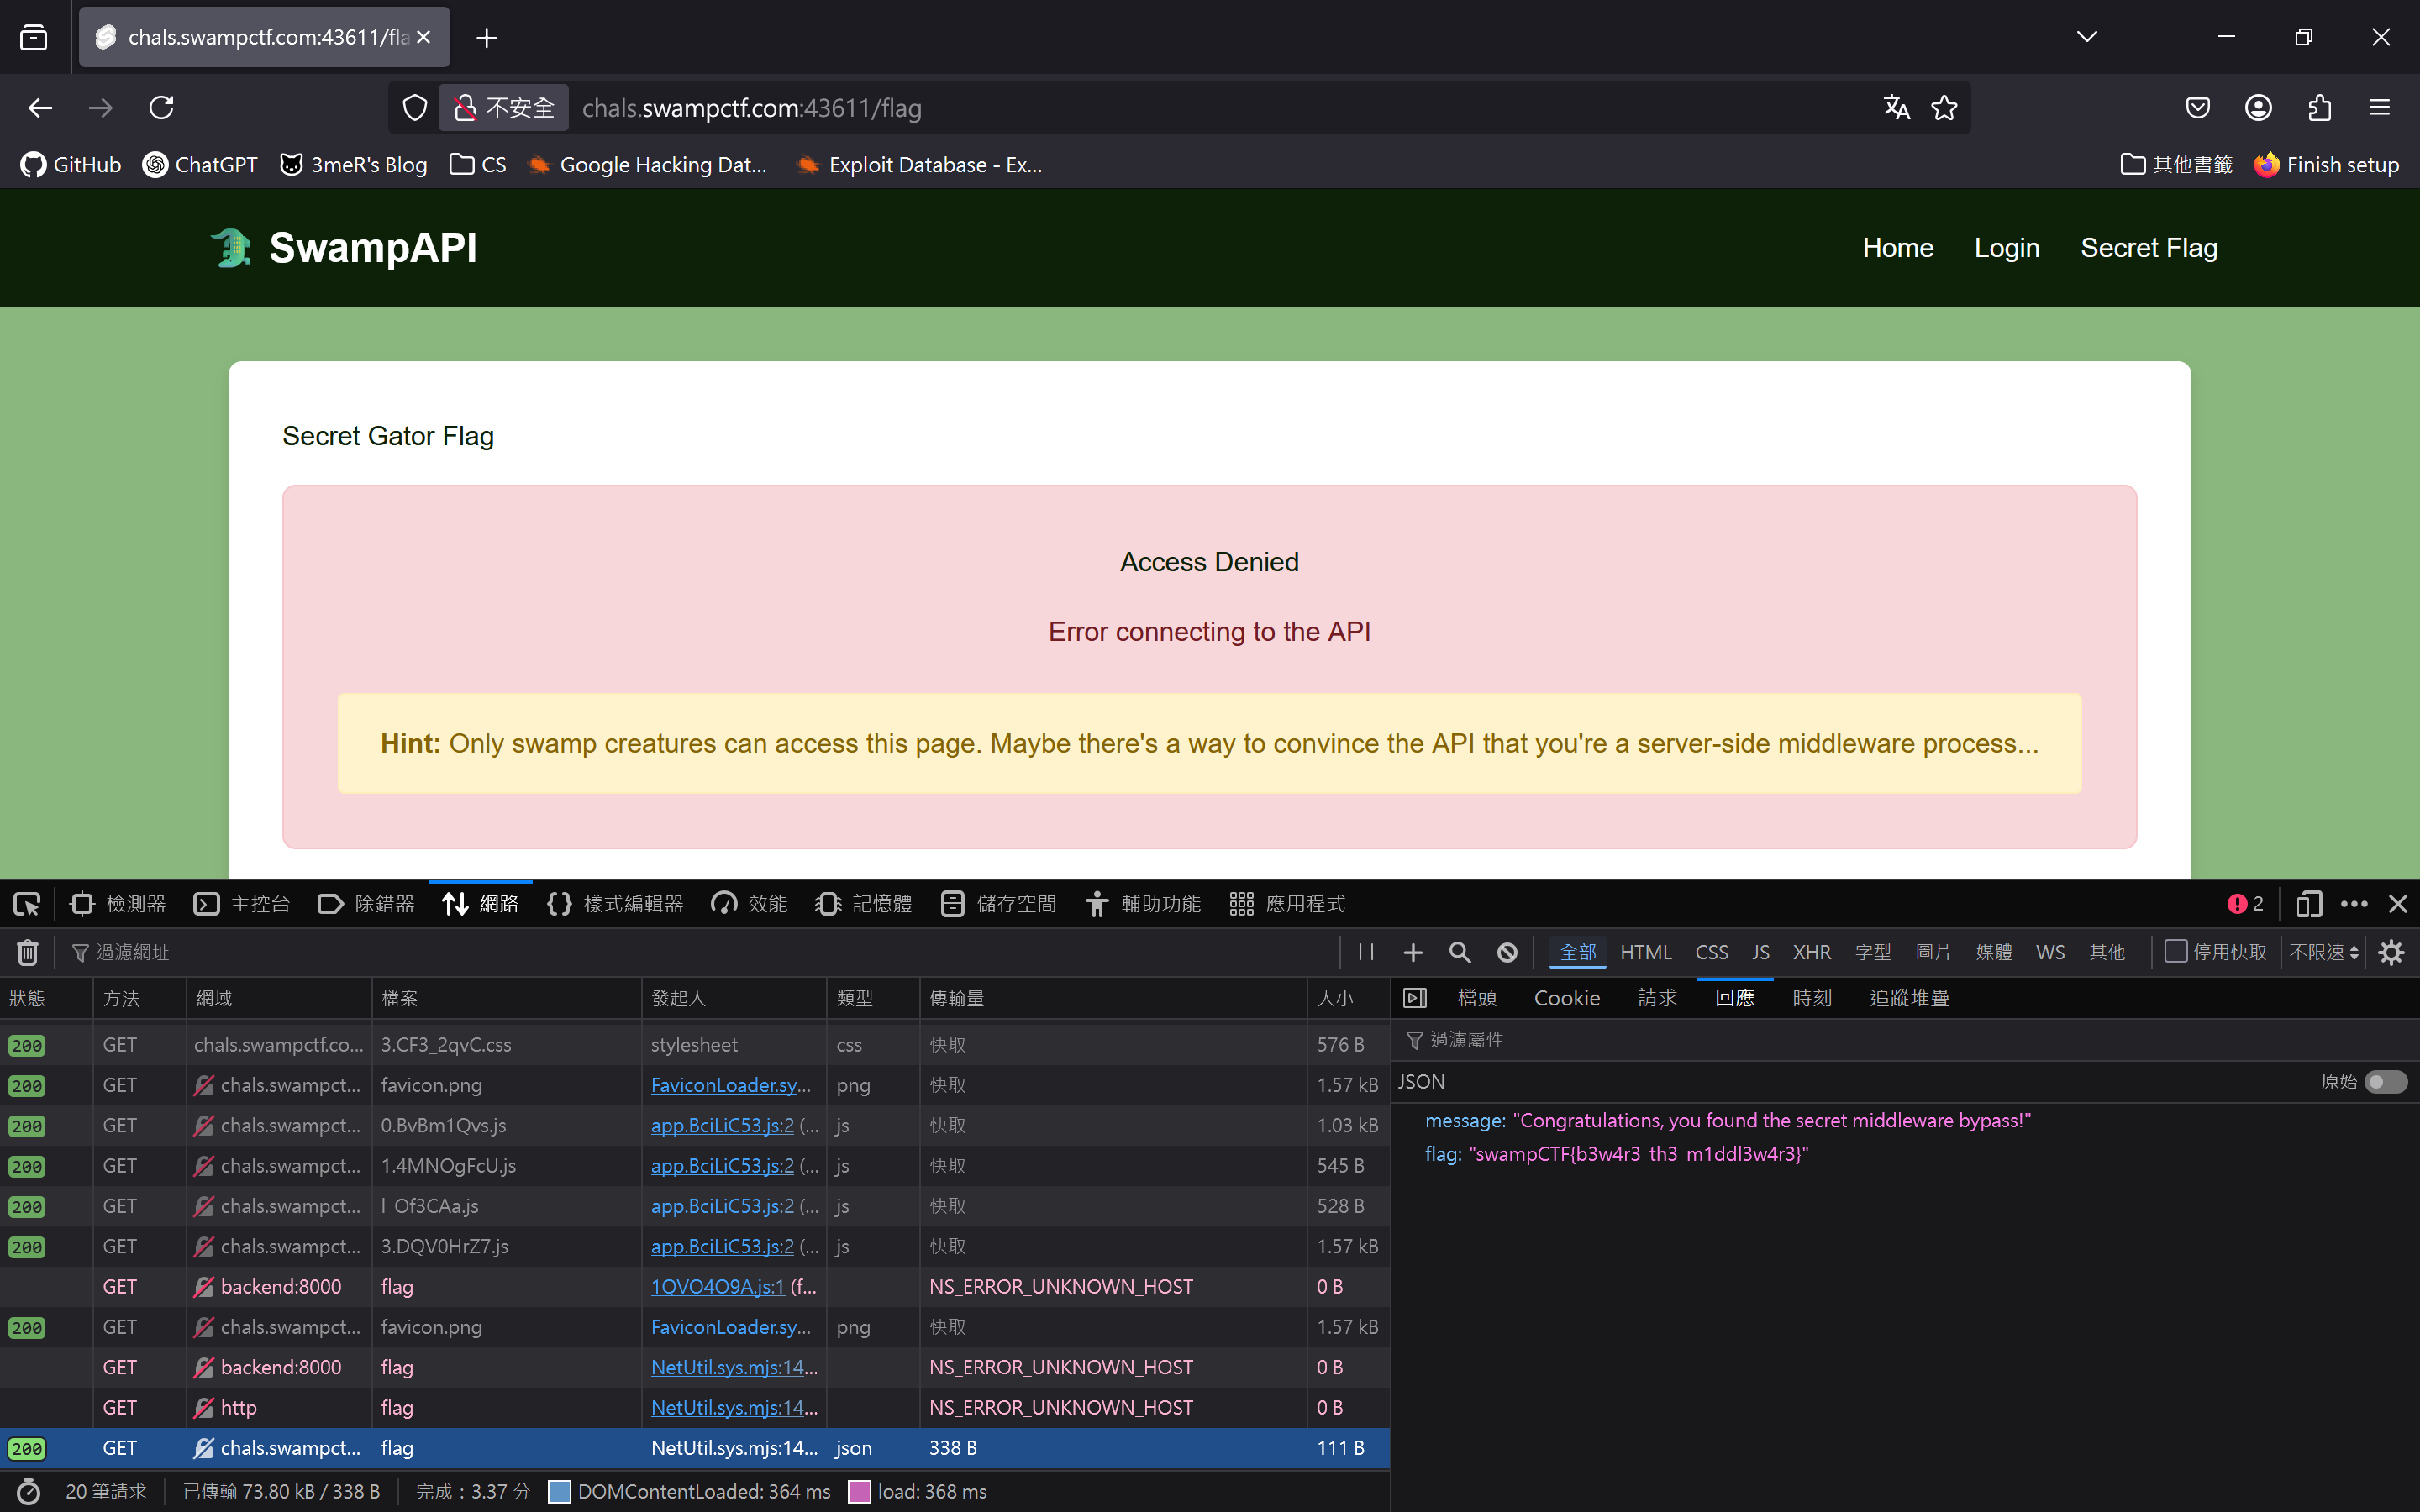 chals.swampctf.com:43611/fla
不安全
chals.swampctf.com:43611/flag
GitHub
ChatGPT
3meR's Blog
CS
Google Hacking Dat...
Exploit Database - Ex...
其他書籤
Finish setup
SwampAPI
Home
Login
Secret Flag
Secret Gator Flag
Access Denied
Error connecting to the API
Hint: Only swamp creatures can access this page. Maybe there's a way to convince the API that you're a server-side middleware process...
檢測器
主控台
除錯器
網路
樣式編輯器
效能
記憶體
儲存空間
輔助功能
應用程式
2
過濾網址
全部 HTML CSS JS XHR 字型 圖片 媒體 WS 其他
停用快取
不限速
狀態 方法 網域 檔案 發起人 類型 傳輸量 大小
200 GET chals.swampctf.co... 3.CF3_2qvC.css stylesheet css 快取 576 B
200 GET chals.swampct... favicon.png FaviconLoader.sy... png 快取 1.57 kB
200 GET chals.swampct... 0.BvBm1Qvs.js app.BciLiC53.js:2 (... js 快取 1.03 kB
200 GET chals.swampct... 1.4MNOgFcU.js app.BciLiC53.js:2 (... js 快取 545 B
200 GET chals.swampct... l_Of3CAa.js app.BciLiC53.js:2 (... js 快取 528 B
200 GET chals.swampct... 3.DQV0HrZ7.js app.BciLiC53.js:2 (... js 快取 1.57 kB
GET backend:8000 flag 1QVO4O9A.js:1 (f... NS_ERROR_UNKNOWN_HOST 0 B
200 GET chals.swampct... favicon.png FaviconLoader.sy... png 快取 1.57 kB
GET backend:8000 flag NetUtil.sys.mjs:14... NS_ERROR_UNKNOWN_HOST 0 B
GET http flag NetUtil.sys.mjs:14... NS_ERROR_UNKNOWN_HOST 0 B
200 GET chals.swampct... flag NetUtil.sys.mjs:14... json 338 B 111 B
20 筆請求
已傳輸 73.80 kB / 338 B
完成：3.37 分
DOMContentLoaded: 364 ms
load: 368 ms
檔頭 Cookie 請求 回應 時刻 追蹤堆疊
過濾屬性
JSON
原始
message: "Congratulations, you found the secret middleware bypass!"
flag: "swampCTF{b3w4r3_th3_m1ddl3w4r3}"